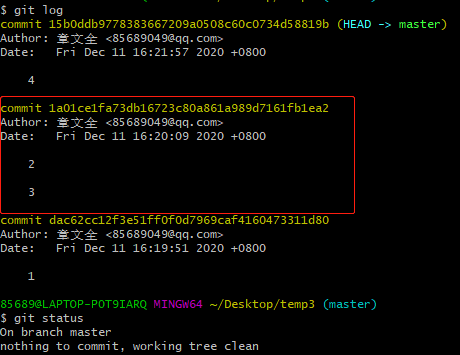 $ git log
commit 15b0ddb9778383667209a0508c60c0734d58819b (HEAD -> master)
Author: 章文全 <85689049@qq.com>
Date:   Fri Dec 11 16:21:57 2020 +0800
4
commit 1a01ce1fa73db16723c80a861a989d7161fb1ea2
Author: 章文全 <85689049@qq.com>
Date:   Fri Dec 11 16:20:09 2020 +0800
2
3
commit dac62cc12f3e51ff0f0d7969caf4160473311d80
Author: 章文全 <85689049@qq.com>
Date:   Fri Dec 11 16:19:51 2020 +0800
1
85689@LAPTOP-POT9IARQ MINGW64 ~/Desktop/temp3 (master)
$ git status
On branch master
nothing to commit, working tree clean